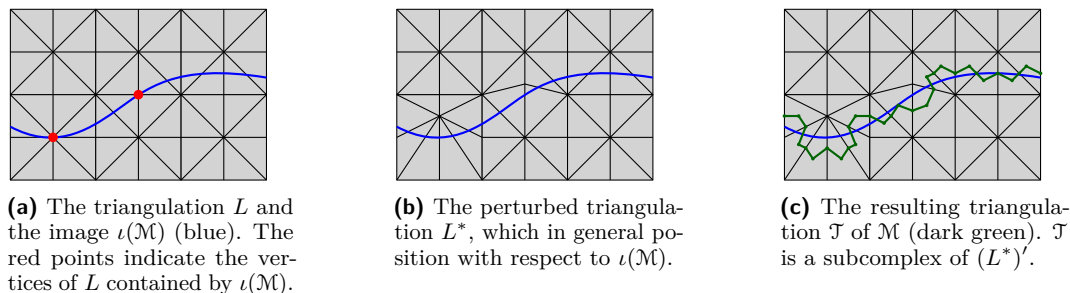 (a) The triangulation L and
the image ι(ℳ) (blue). The
red points indicate the ver-
tices of L contained by ι(ℳ).
(b) The perturbed triangula-
tion L*, which in general po-
sition with respect to ι(ℳ).
(c) The resulting triangula-
tion 𝒯 of ℳ (dark green). 𝒯
is a subcomplex of (L*)′.